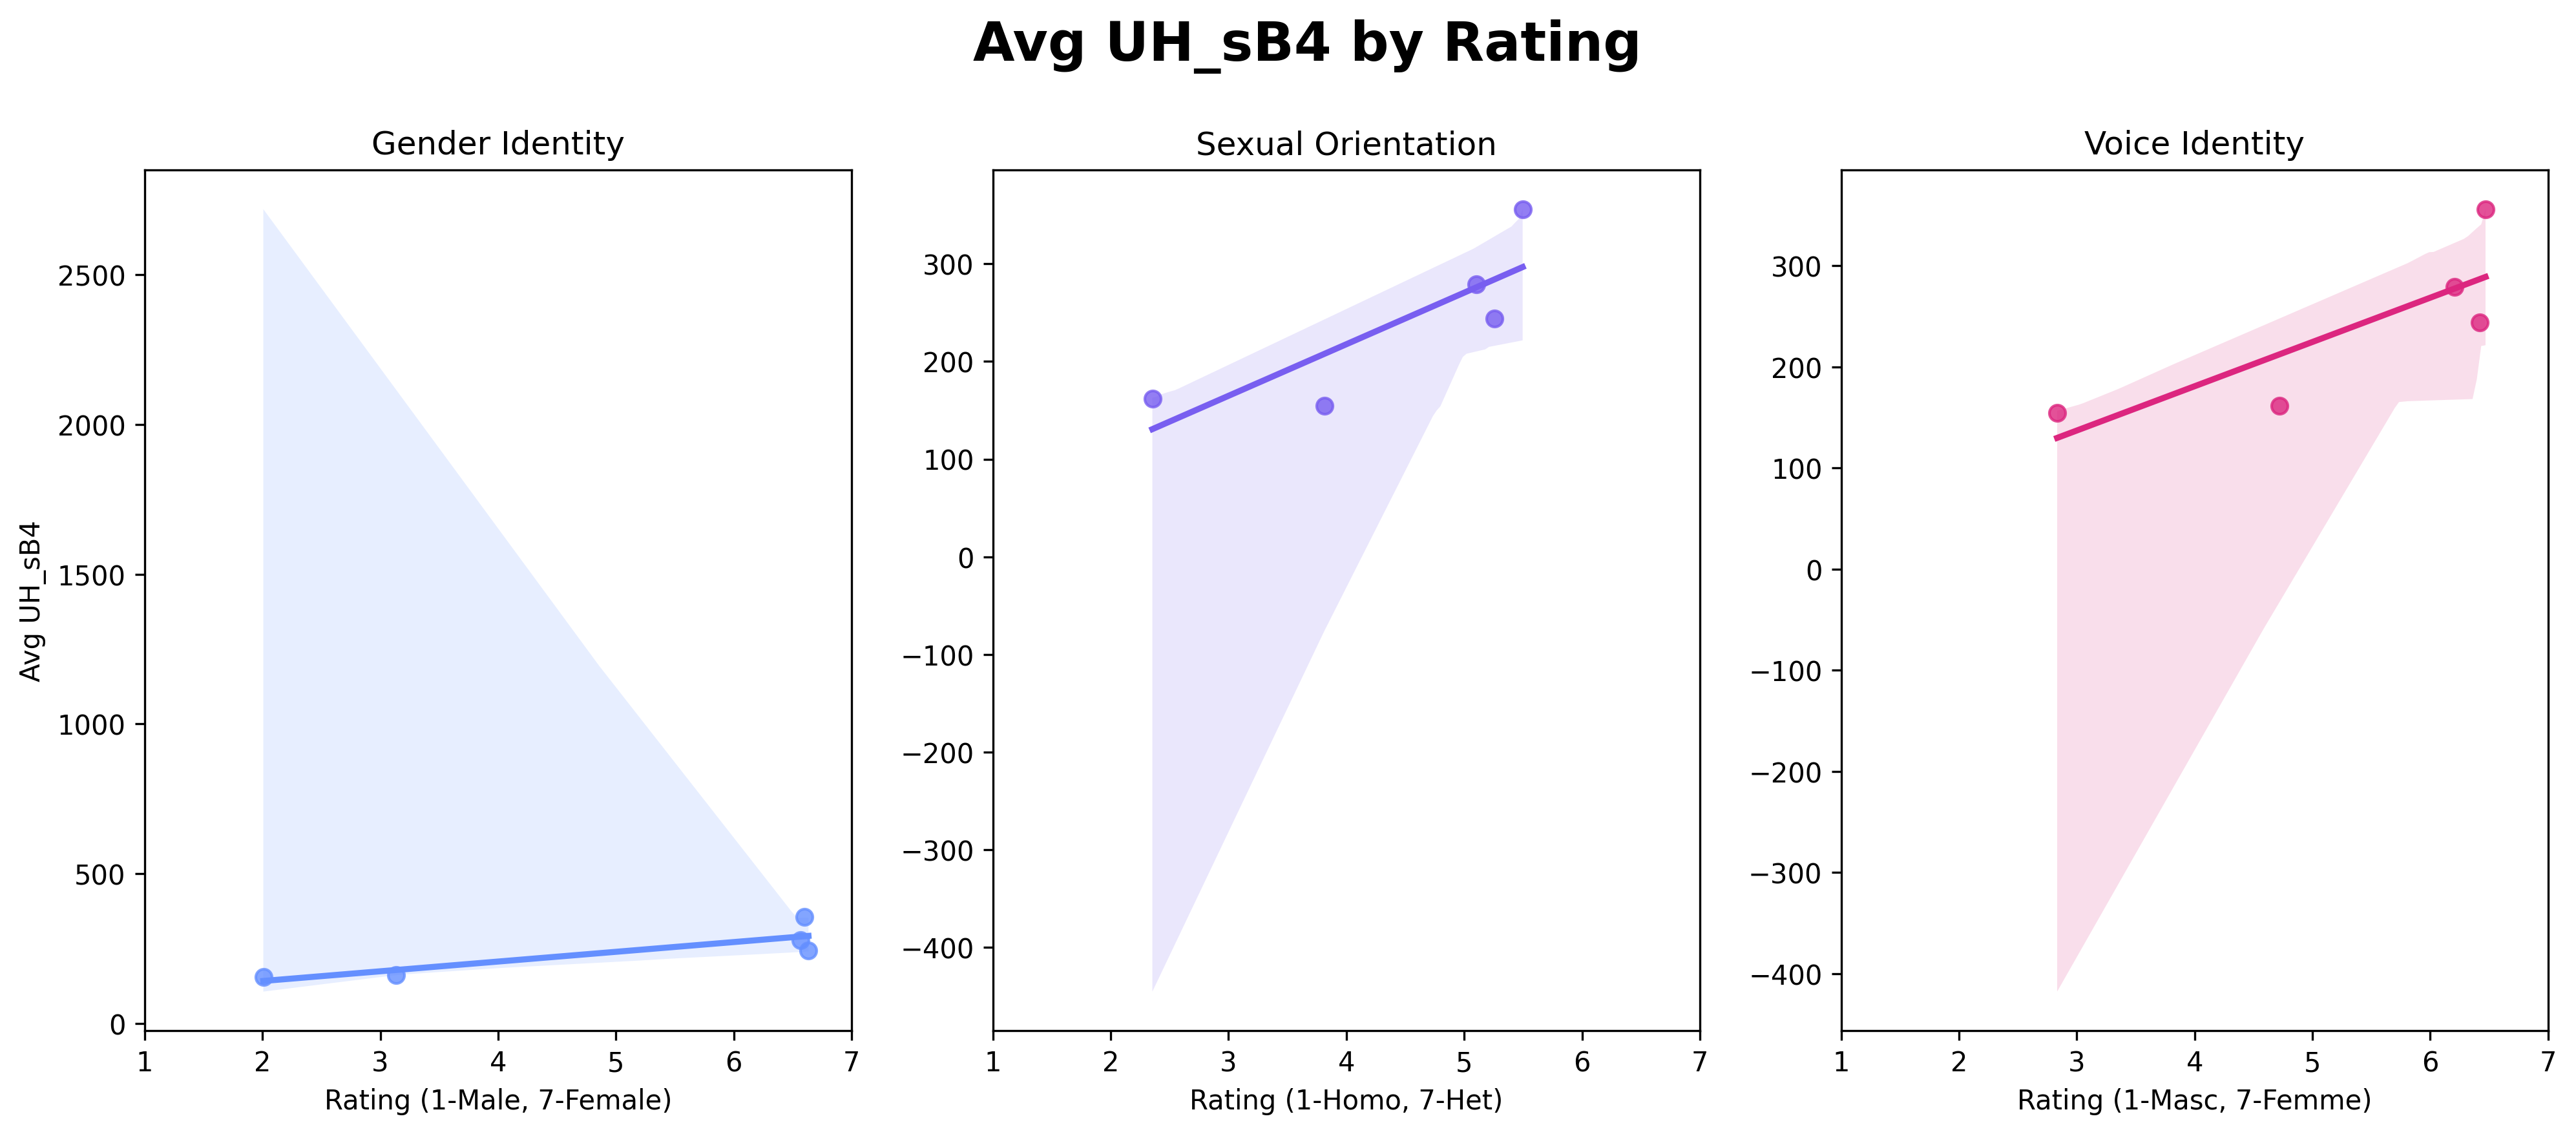 Avg UH_sB4 by Rating
Gender Identity
Avg UH_sB4
2500
2000
1500
1000
500
0
1 2 3 4 5 6 7
Rating (1-Male, 7-Female)
Sexual Orientation
300
200
100
0
−100
−200
−300
−400
1 2 3 4 5 6 7
Rating (1-Homo, 7-Het)
Voice Identity
300
200
100
0
−100
−200
−300
−400
1 2 3 4 5 6 7
Rating (1-Masc, 7-Femme)